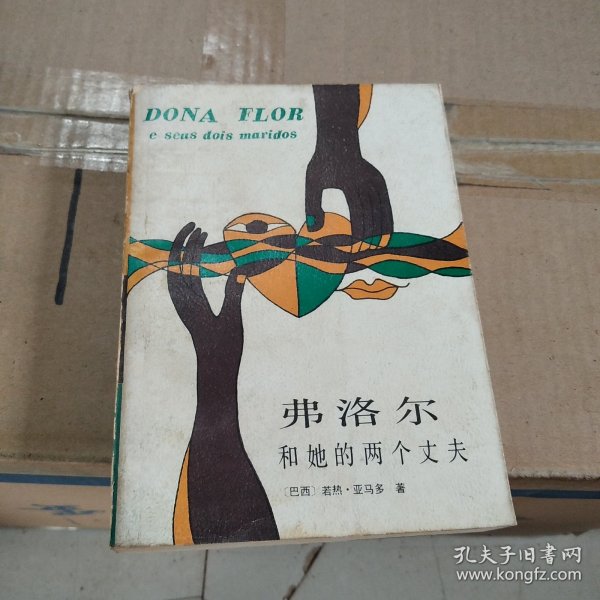 DONA FLOR
e seus dois maridos
弗洛尔
和她的两个丈夫
〔巴西〕若热·亚马多 著
孔夫子旧书网
www.kongfz.com